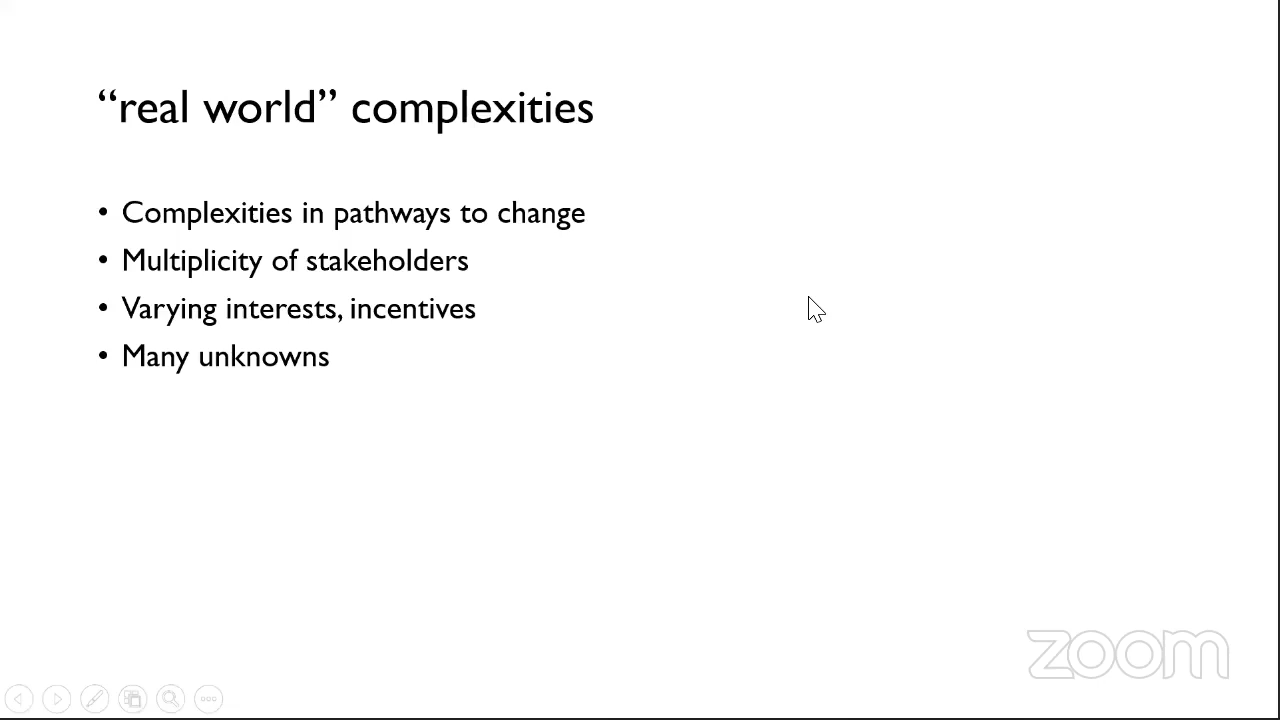 “real world” complexities
• Complexities in pathways to change
• Multiplicity of stakeholders
• Varying interests, incentives
• Many unknowns
zoom